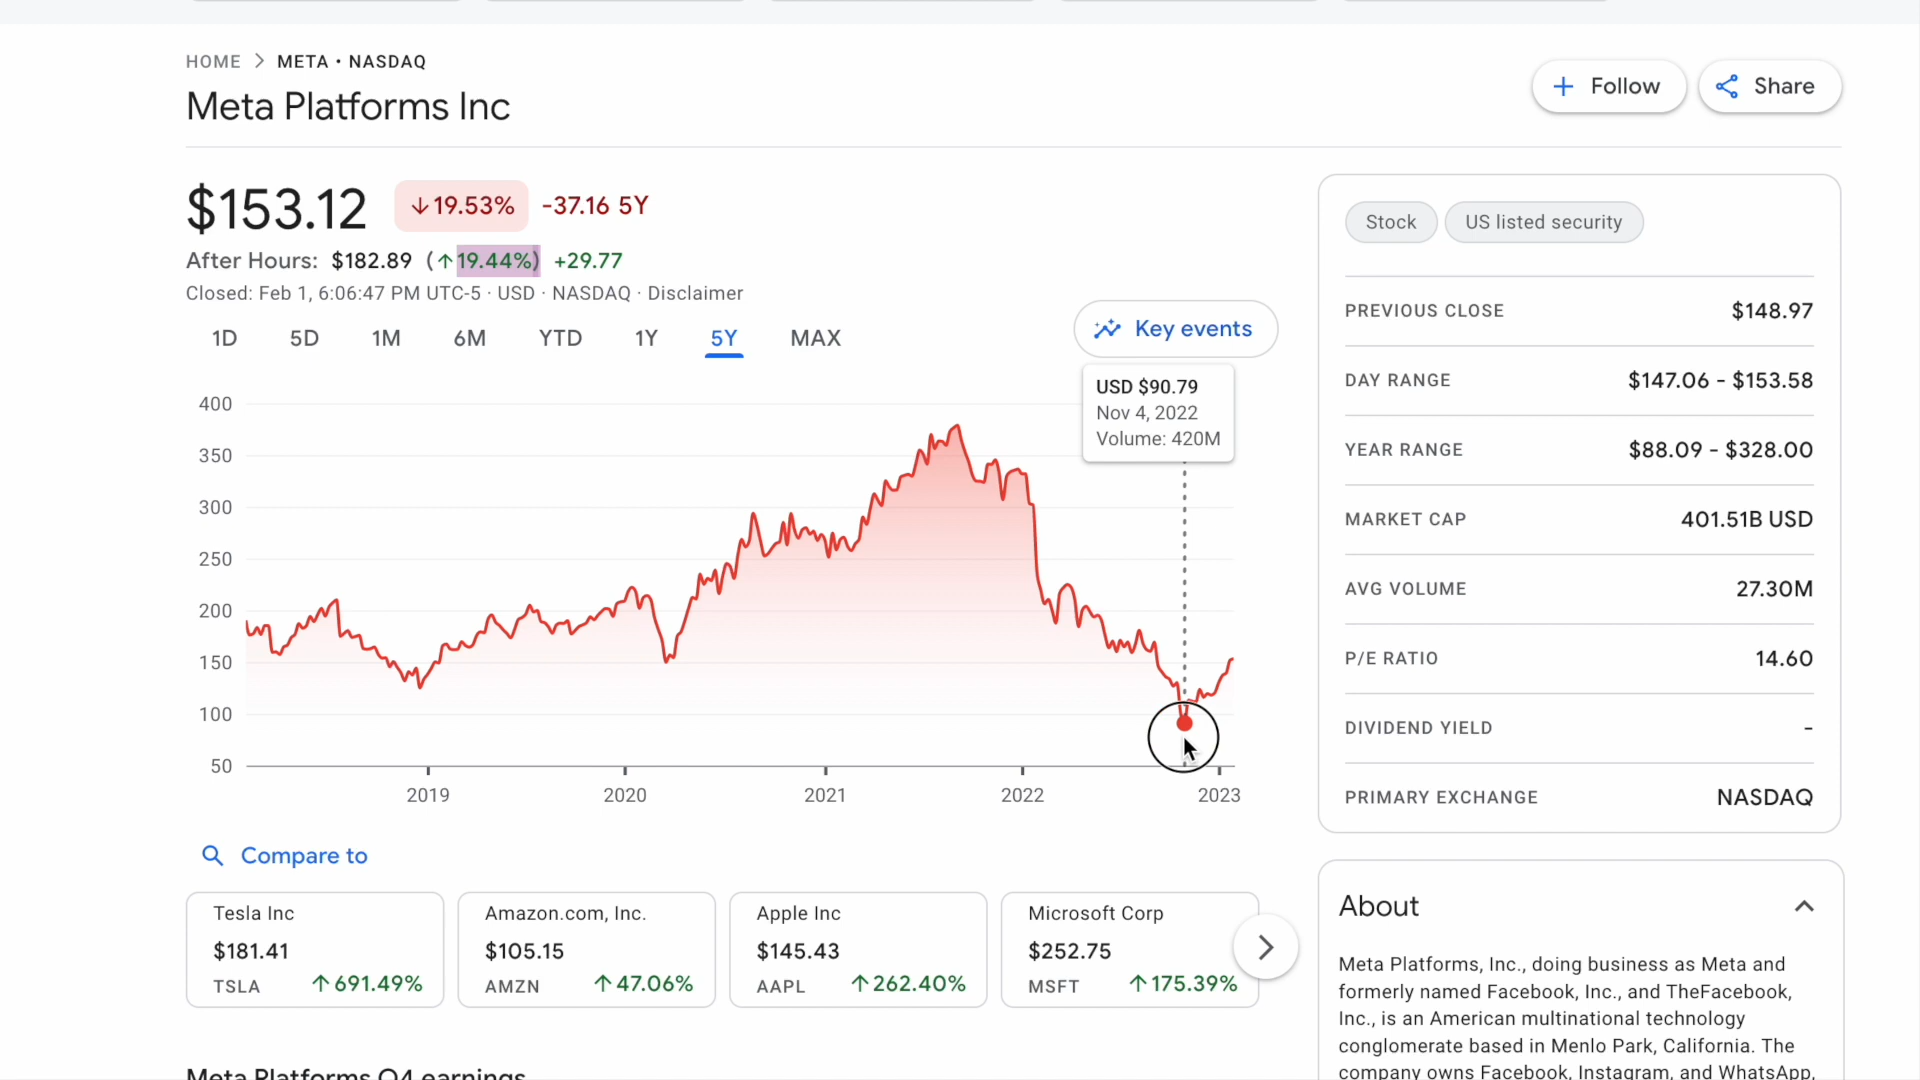 HOME > META • NASDAQ
Meta Platforms Inc
Follow
Share
$153.12 ↓19.53% -37.16 5Y
After Hours: $182.89 (↑19.44%) +29.77
Closed: Feb 1, 6:06:47 PM UTC-5 · USD · NASDAQ · Disclaimer
1D 5D 1M 6M YTD 1Y 5Y MAX
Key events
USD $90.79
Nov 4, 2022
Volume: 420M
400
350
300
250
200
150
100
50
2019 2020 2021 2022 2023
Compare to
Tesla Inc
$181.41
TSLA ↑691.49%
Amazon.com, Inc.
$105.15
AMZN ↑47.06%
Apple Inc
$145.43
AAPL ↑262.40%
Microsoft Corp
$252.75
MSFT ↑175.39%
Meta Platforms Q4 earnings
Stock
US listed security
PREVIOUS CLOSE $148.97
DAY RANGE $147.06 - $153.58
YEAR RANGE $88.09 - $328.00
MARKET CAP 401.51B USD
AVG VOLUME 27.30M
P/E RATIO 14.60
DIVIDEND YIELD -
PRIMARY EXCHANGE NASDAQ
About
Meta Platforms, Inc., doing business as Meta and
formerly named Facebook, Inc., and TheFacebook,
Inc., is an American multinational technology
conglomerate based in Menlo Park, California. The
company owns Facebook, Instagram, and WhatsApp,